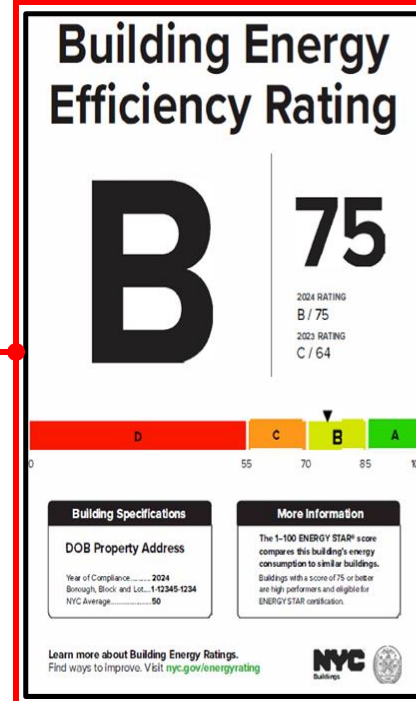 Building Energy
Efficiency Rating
B
75
2024 RATING
B / 75
2023 RATING
C / 64
D C B A
0 55 70 85 10
Building Specifications
DOB Property Address
Year of Compliance.......... 2024
Borough, Block and Lot....1-12345-1234
NYC Average....................50
More Information
The 1–100 ENERGY STAR® score
compares this building's energy
consumption to similar buildings.
Buildings with a score of 75 or better
are high performers and eligible for
ENERGY STAR certification.
Learn more about Building Energy Ratings.
Find ways to improve. Visit nyc.gov/energyrating
NYC
Buildings